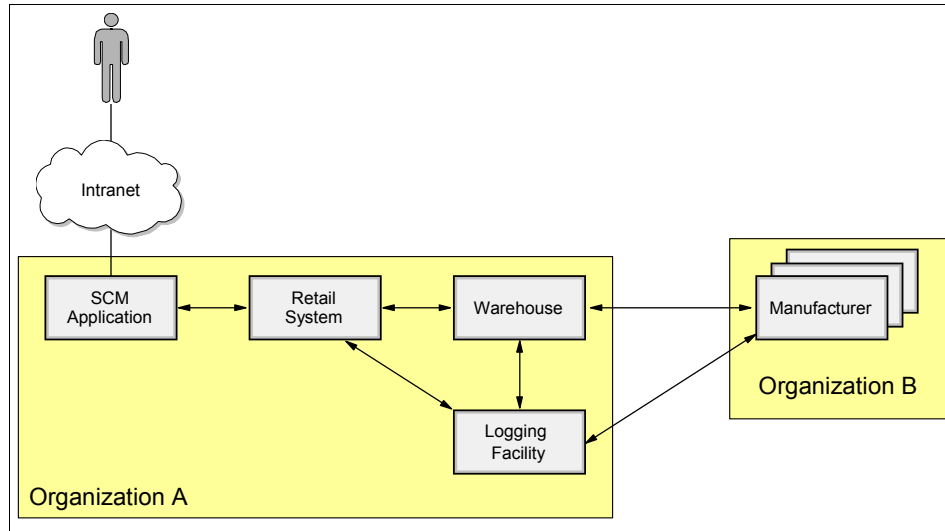 Intranet
SCM
Application
Retail
System
Warehouse
Manufacturer
Logging
Facility
Organization A
Organization B